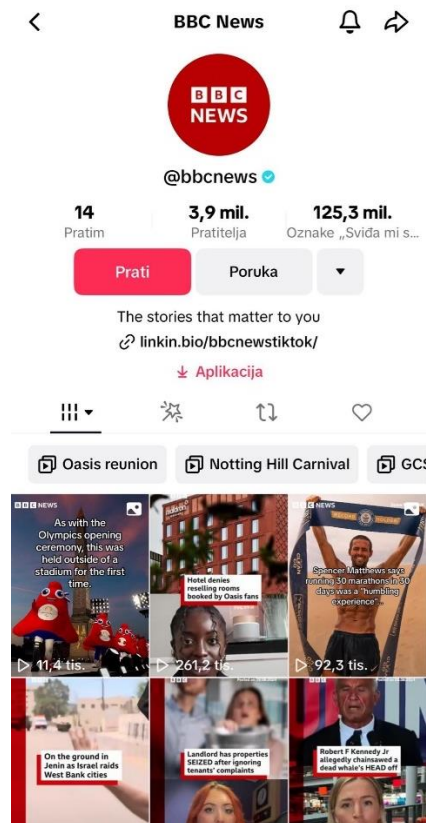 BBC News
BBC
NEWS
@bbcnews
14
Pratim
3,9 mil.
Pratitelja
125,3 mil.
Oznake „Sviđa mi s...
Prati
Poruka
The stories that matter to you
linkin.bio/bbcnewstiktok/
Aplikacija
Oasis reunion
Notting Hill Carnival
GCS
BBC NEWS
As with the
Olympics opening
ceremony, this was
held outside of a
stadium for the first
time.
11,4 tis.
Hotel denies
reselling rooms
booked by Oasis fans
261,2 tis.
BBC NEWS
Spencer Matthews says
running 30 marathons in 30
days was a "humbling
experience".
92,3 tis.
On the ground in
Jenin as Israel raids
West Bank cities
Landlord has properties
SEIZED after ignoring
tenants' complaints
Robert F Kennedy Jr
allegedly chainsawed a
dead whale's HEAD off